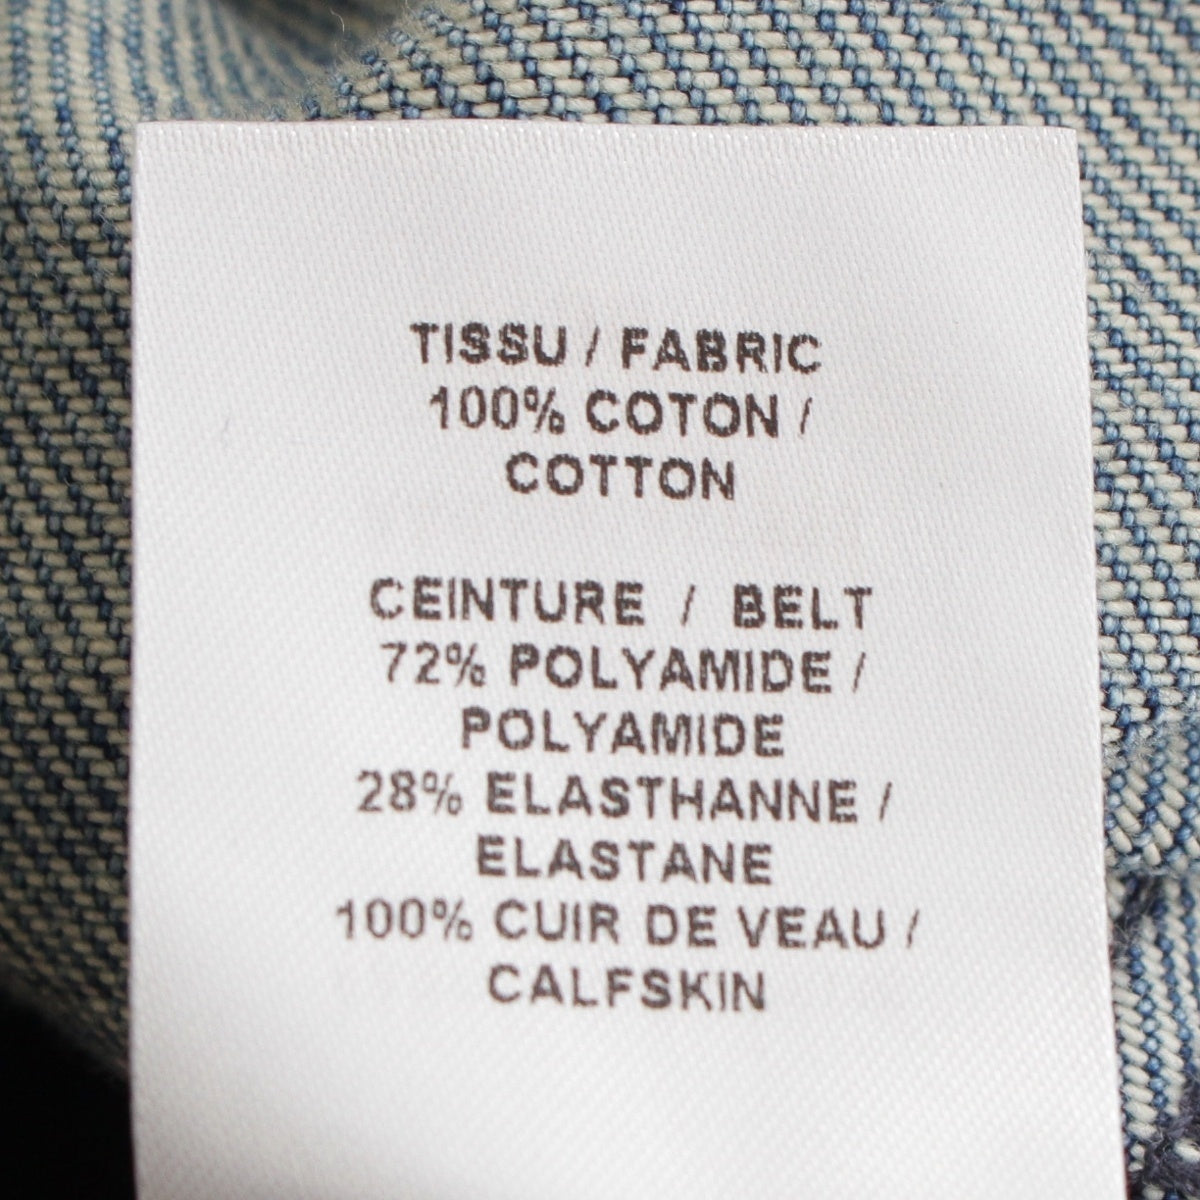 TISSU / FABRIC
100% COTON /
COTTON
CEINTURE / BELT
72% POLYAMIDE /
POLYAMIDE
28% ELASTHANNE /
ELASTANE
100% CUIR DE VEAU /
CALFSKIN